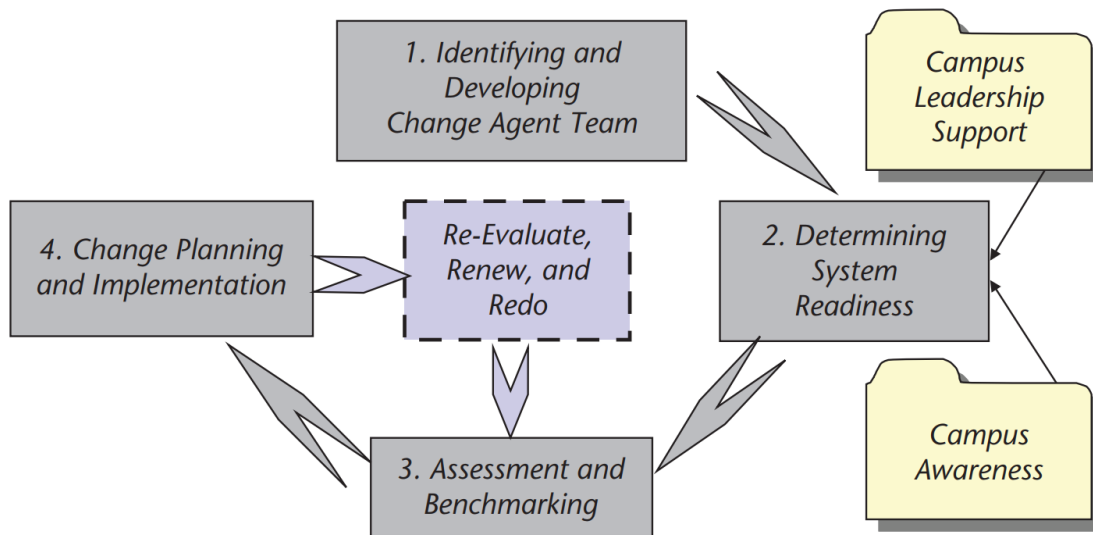 1. Identifying and
Developing
Change Agent Team
Campus
Leadership
Support
4. Change Planning
and Implementation
Re-Evaluate,
Renew, and
Redo
2. Determining
System
Readiness
3. Assessment and
Benchmarking
Campus
Awareness